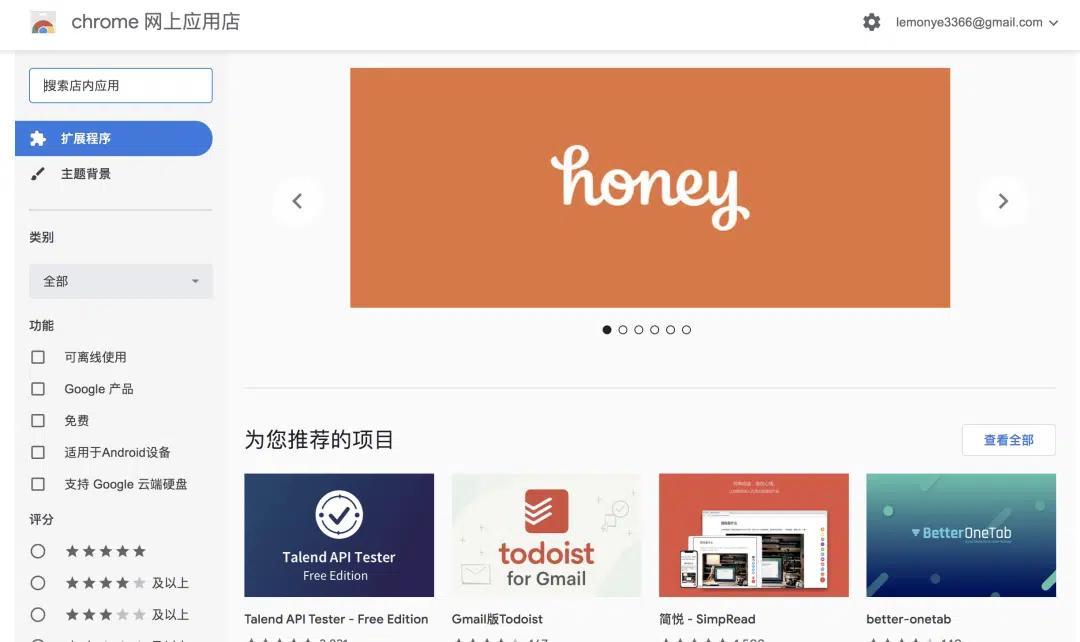 chrome 网上应用店
lemonye3366@gmail.com
搜索店内应用
扩展程序
主题背景
类别
全部
功能
可离线使用
Google 产品
免费
适用于Android设备
支持 Google 云端硬盘
评分
及以上
及以上
honey
为您推荐的项目
查看全部
Talend API Tester
Free Edition
todoist
for Gmail
BetterOneTab
Talend API Tester - Free Edition
Gmail版Todoist
简悦 - SimpRead
better-onetab